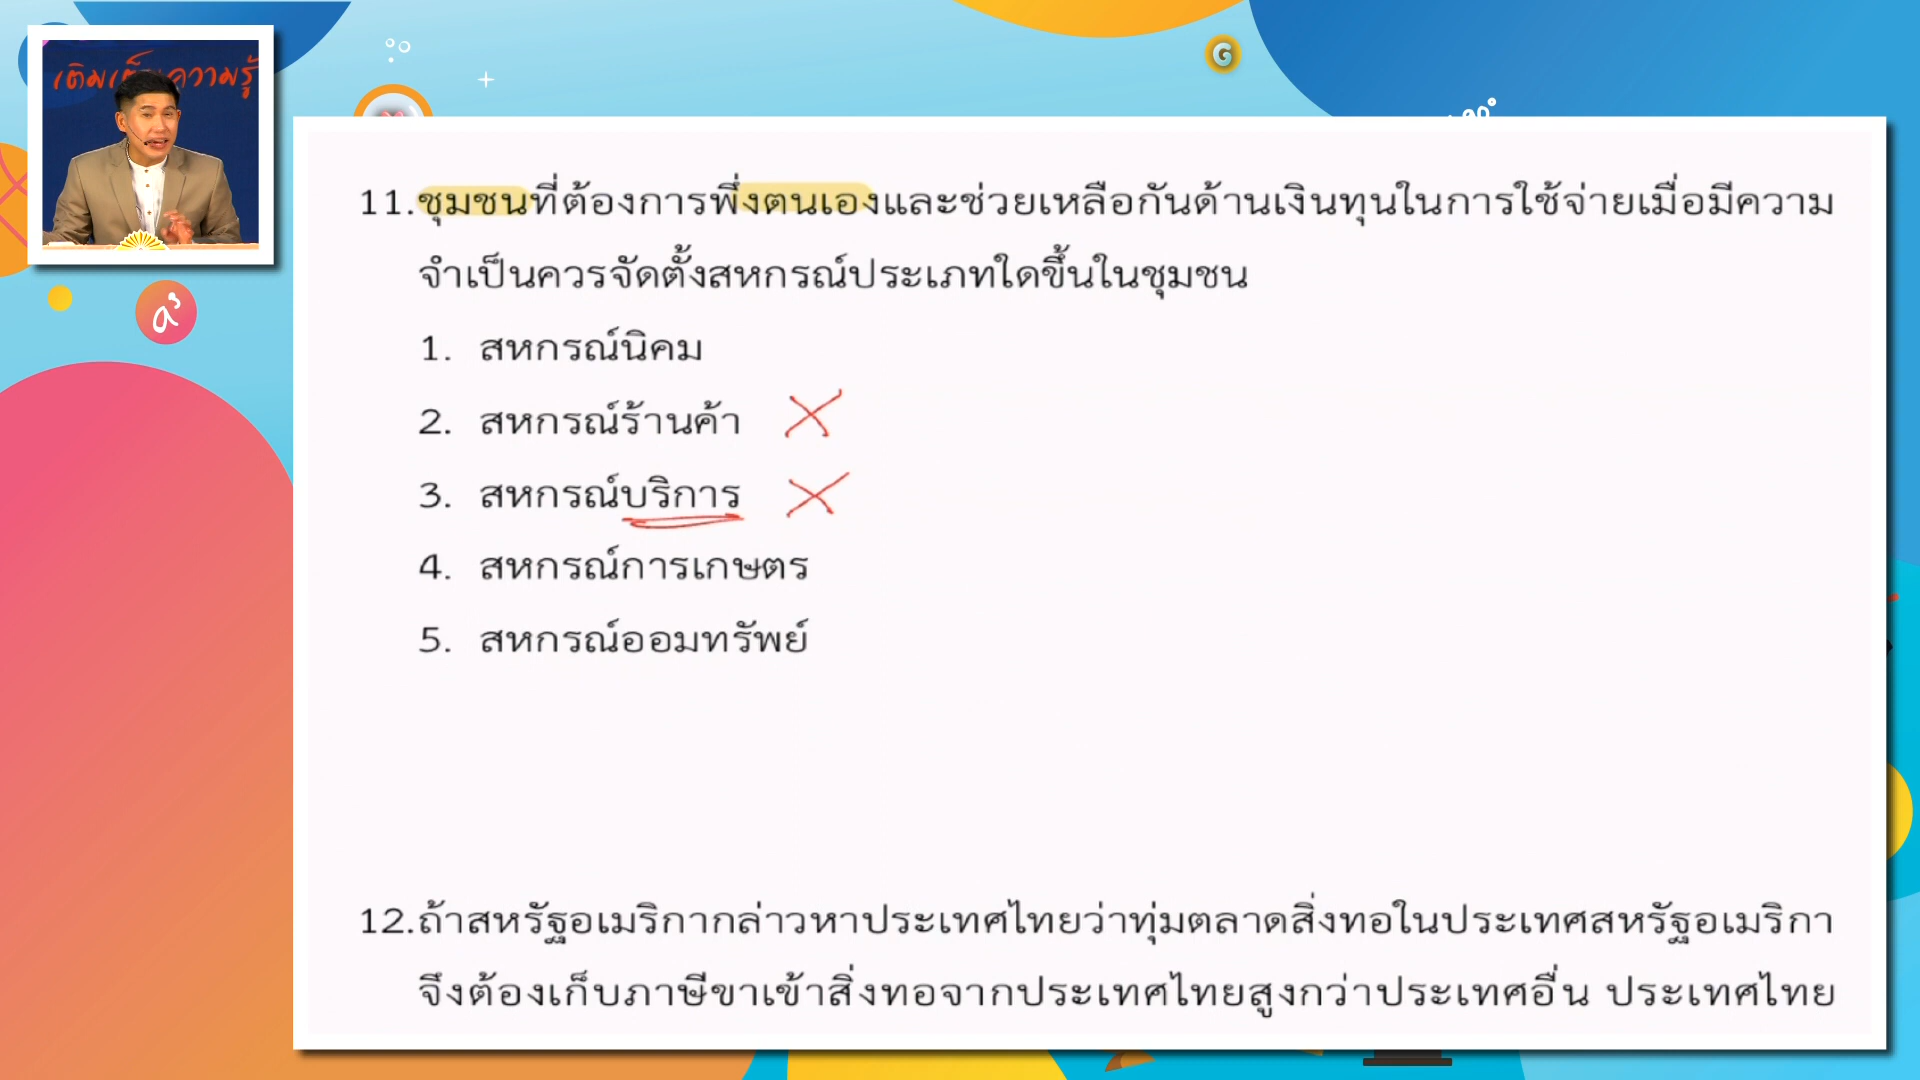 เติมเต็มความรู้
11.ชุมชนที่ต้องการพึ่งตนเองและช่วยเหลือกันด้านเงินทุนในการใช้จ่ายเมื่อมีความ
จำเป็นควรจัดตั้งสหกรณ์ประเภทใดขึ้นในชุมชน
1. สหกรณ์นิคม
2. สหกรณ์ร้านค้า
3. สหกรณ์บริการ
4. สหกรณ์การเกษตร
5. สหกรณ์ออมทรัพย์
12.ถ้าสหรัฐอเมริกากล่าวหาประเทศไทยว่าทุ่มตลาดสิ่งทอในประเทศสหรัฐอเมริกา
จึงต้องเก็บภาษีขาเข้าสิ่งทอจากประเทศไทยสูงกว่าประเทศอื่น ประเทศไทย